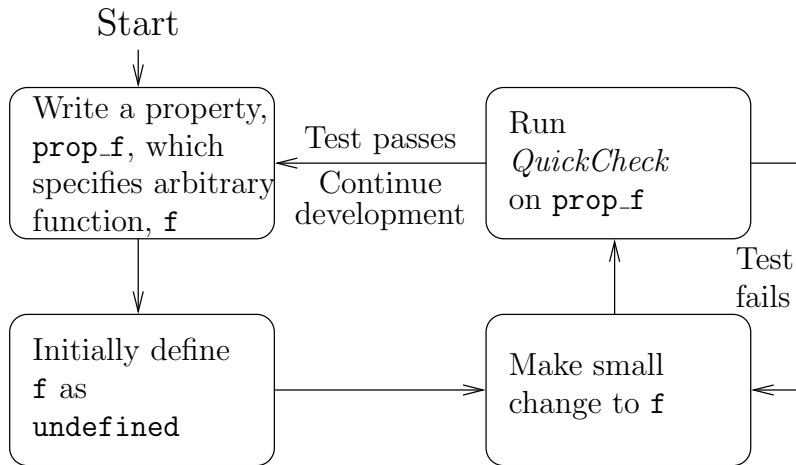 Start
Write a property,
prop_f, which
specifies arbitrary
function, f
Test passes
Continue
development
Run
QuickCheck
on prop_f
Test
fails
Initially define
f as
undefined
Make small
change to f